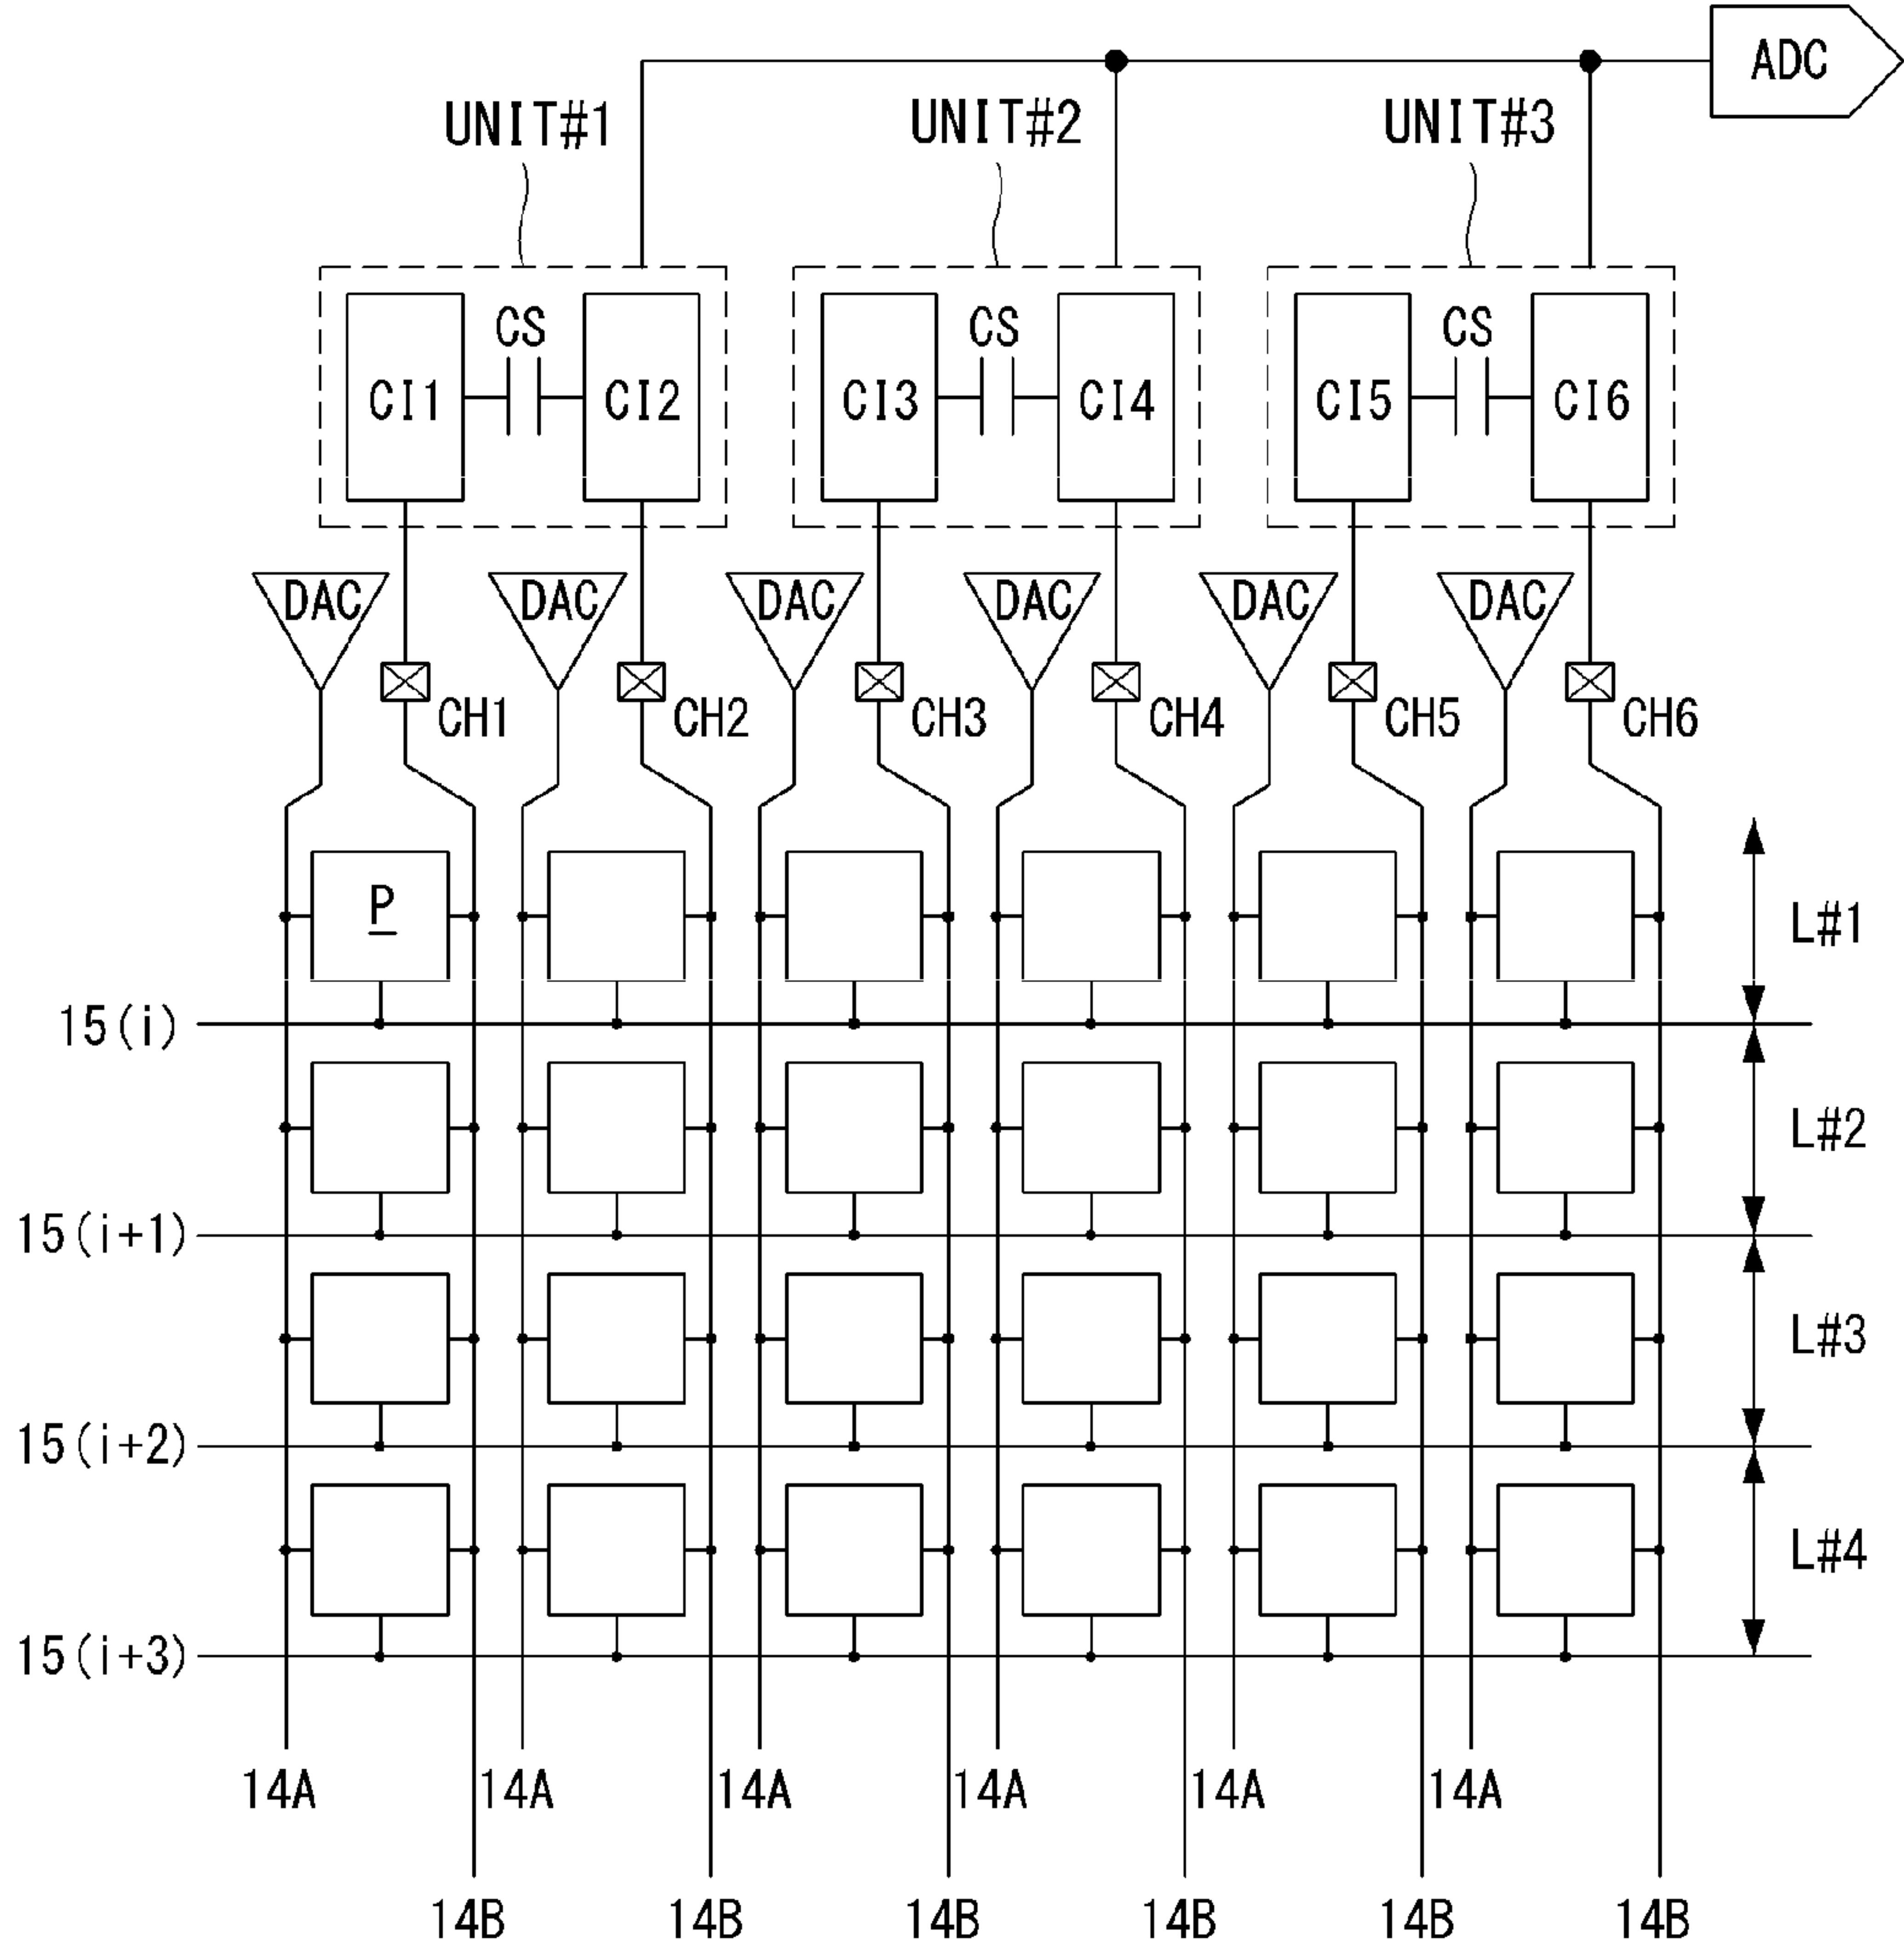 ADC
UNIT#1 UNIT#2 UNIT#3
CS CS CS
CI1 CI2 CI3 CI4 CI5 CI6
DAC DAC DAC DAC DAC DAC
CH1 CH2 CH3 CH4 CH5 CH6
P L#1
15(i)
L#2
15(i+1)
L#3
15(i+2)
L#4
15(i+3)
14A 14A 14A 14A 14A 14A
14B 14B 14B 14B 14B 14B